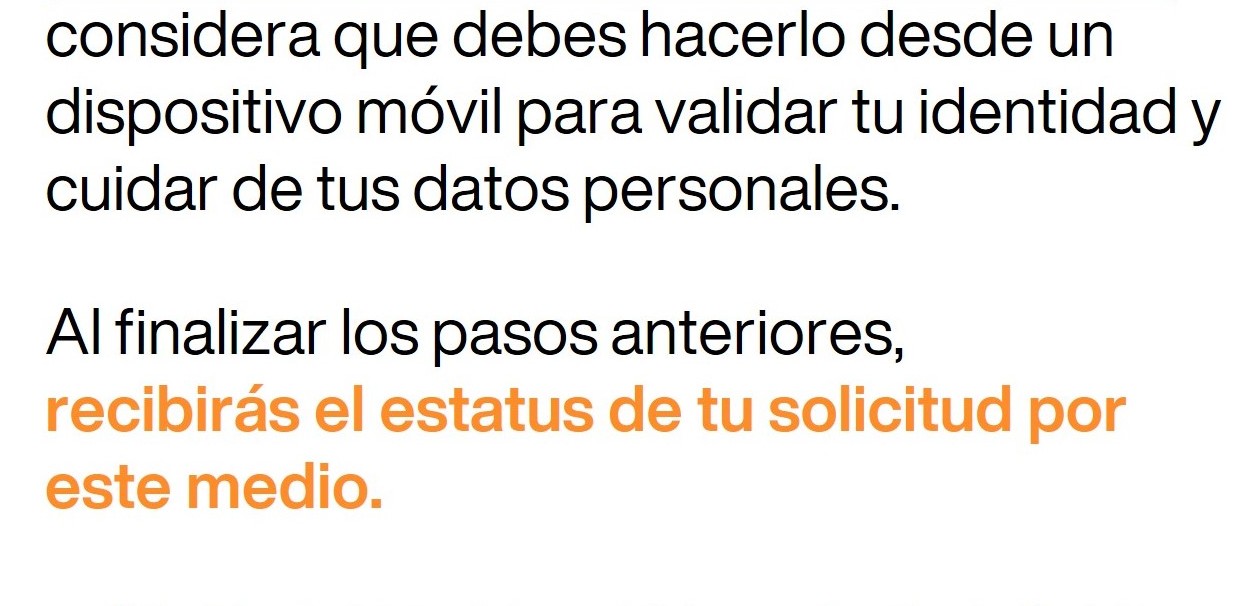 considera que debes hacerlo desde un
dispositivo móvil para validar tu identidad y
cuidar de tus datos personales.
Al finalizar los pasos anteriores,
recibirás el estatus de tu solicitud por
este medio.